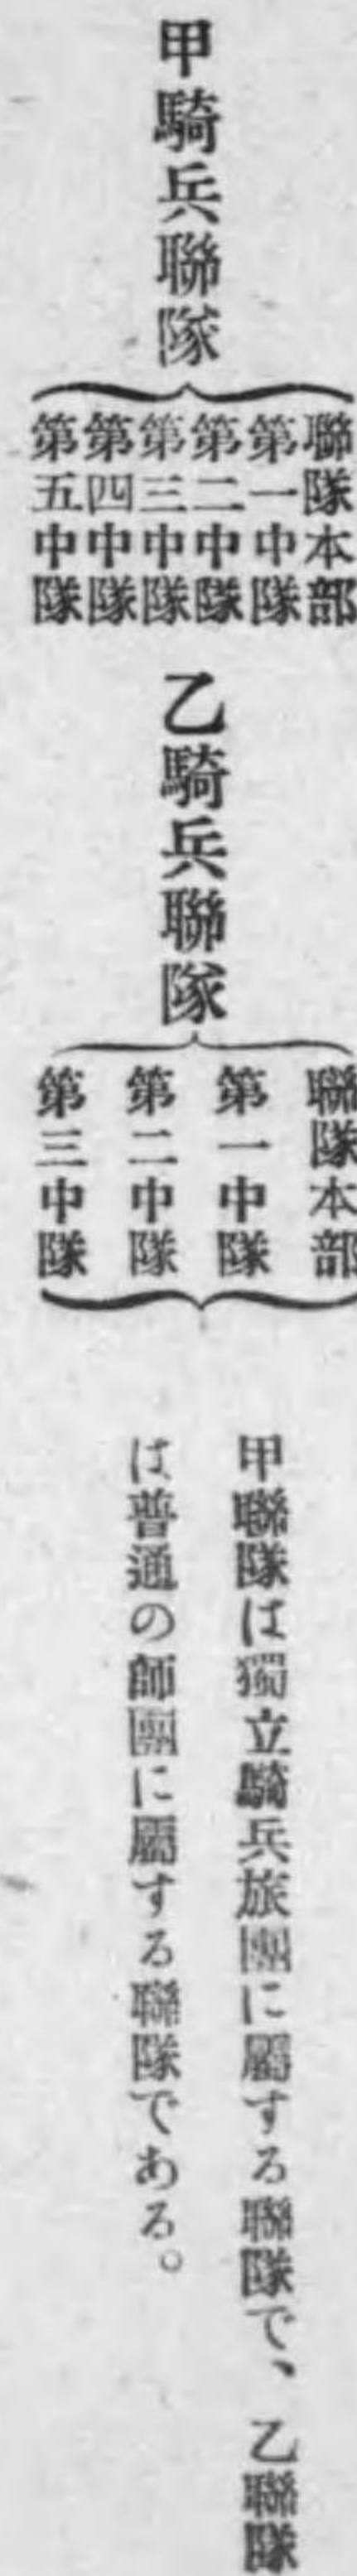 甲騎兵聯隊
聯隊本部
第一中隊
第二中隊
第三中隊
第四中隊
第五中隊
乙騎兵聯隊
聯隊本部
第一中隊
第二中隊
第三中隊
甲聯隊は獨立騎兵旅團に屬する聯隊で、乙聯隊
は普通の師團に屬する聯隊である。